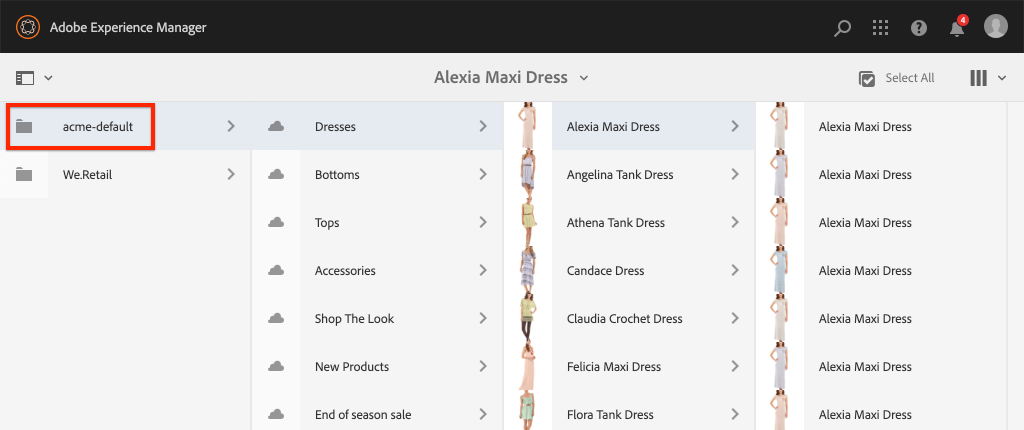 Adobe Experience Manager
4
Alexia Maxi Dress
Select All
acme-default
Dresses
Alexia Maxi Dress
Alexia Maxi Dress
We.Retail
Bottoms
Angelina Tank Dress
Alexia Maxi Dress
Tops
Athena Tank Dress
Alexia Maxi Dress
Accessories
Candace Dress
Alexia Maxi Dress
Shop The Look
Claudia Crochet Dress
Alexia Maxi Dress
New Products
Felicia Maxi Dress
Alexia Maxi Dress
End of season sale
Flora Tank Dress
Alexia Maxi Dress